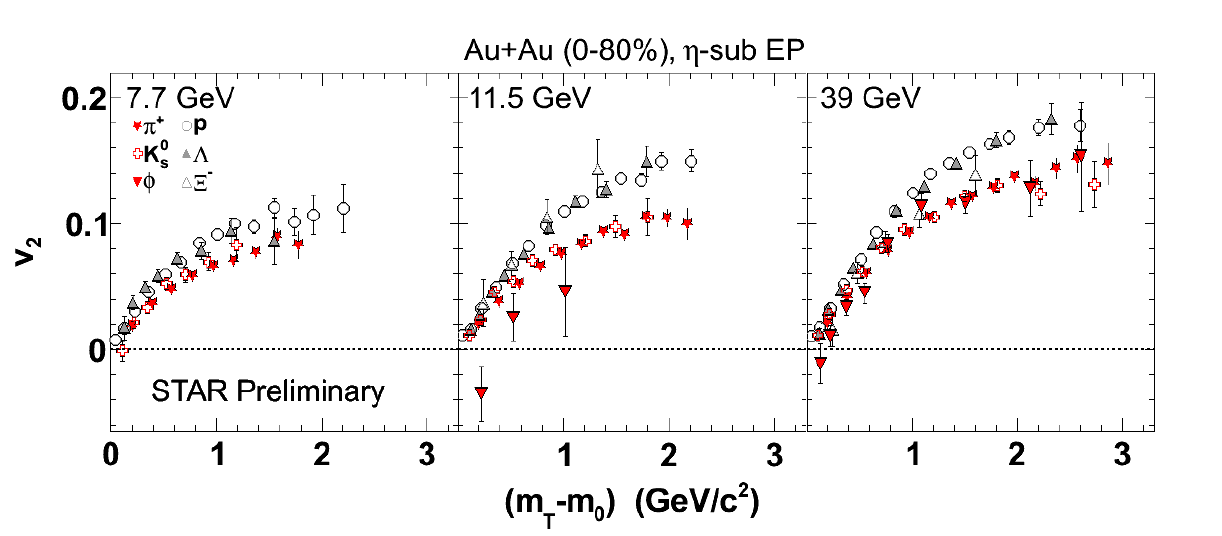 Au+Au (0-80%), η-sub EP
7.7 GeV
11.5 GeV
39 GeV
π⁺ p
K⁰ₛ Λ
ϕ Ξ⁻
v₂
0.2
0.1
0
STAR Preliminary
0 1 2 3
1 2 3
1 2 3
(m_T-m₀) (GeV/c²)